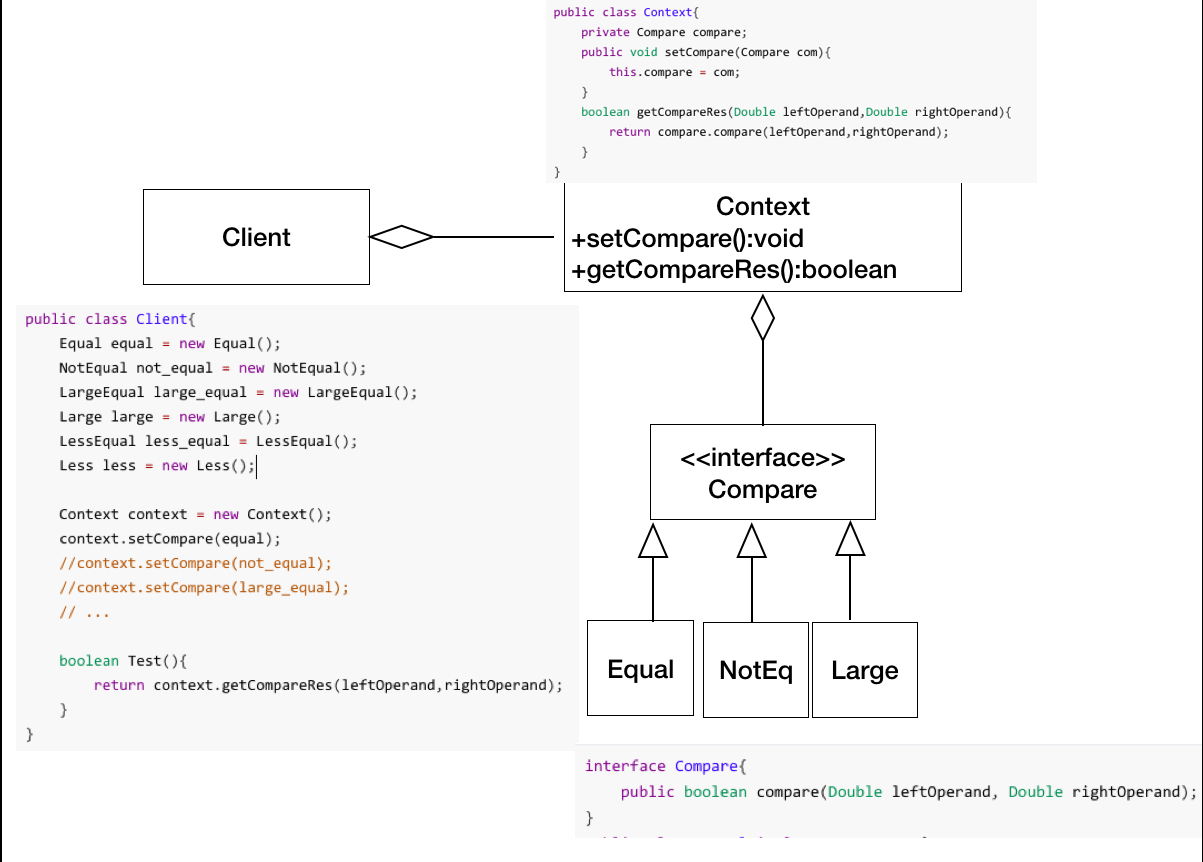 public class Context{
    private Compare compare;
    public void setCompare(Compare com){
        this.compare = com;
    }
    boolean getCompareRes(Double leftOperand,Double rightOperand){
        return compare.compare(leftOperand,rightOperand);
    }
}
Client
Context
+setCompare():void
+getCompareRes():boolean
public class Client{
    Equal equal = new Equal();
    NotEqual not_equal = new NotEqual();
    LargeEqual large_equal = new LargeEqual();
    Large large = new Large();
    LessEqual less_equal = LessEqual();
    Less less = new Less();
    Context context = new Context();
    context.setCompare(equal);
    //context.setCompare(not_equal);
    //context.setCompare(large_equal);
    // ...
    boolean Test(){
        return context.getCompareRes(leftOperand,rightOperand);
    }
}
<<interface>>
Compare
Equal
NotEq
Large
interface Compare{
    public boolean compare(Double leftOperand, Double rightOperand);
}